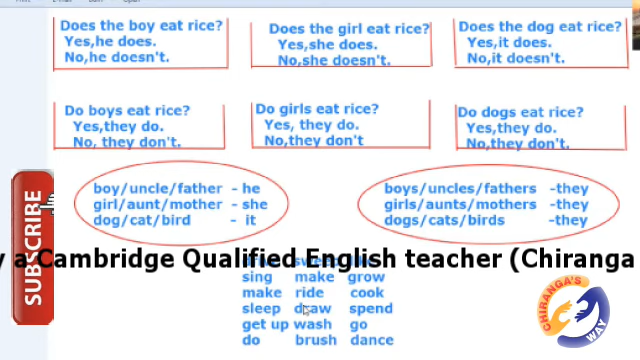 Does the boy eat rice?
Yes,he does.
No,he doesn't.
Does the girl eat rice?
Yes,she does.
No,she doesn't.
Does the dog eat rice?
Yes,it does.
No,it doesn't.
Do boys eat rice?
Yes,they do.
No, they don't.
Do girls eat rice?
Yes, they do.
No,they don't
Do dogs eat rice?
Yes,they do.
No,they don't.
boy/uncle/father - he
girl/aunt/mother - she
dog/cat/bird - it
boys/uncles/fathers -they
girls/aunts/mothers -they
dogs/cats/birds -they
SUBSCRIBE
a Cambridge Qualified English teacher (Chiranga
sing make grow
make ride cook
sleep draw spend
get up wash go
do brush dance
CHIRANGA'S
WAY